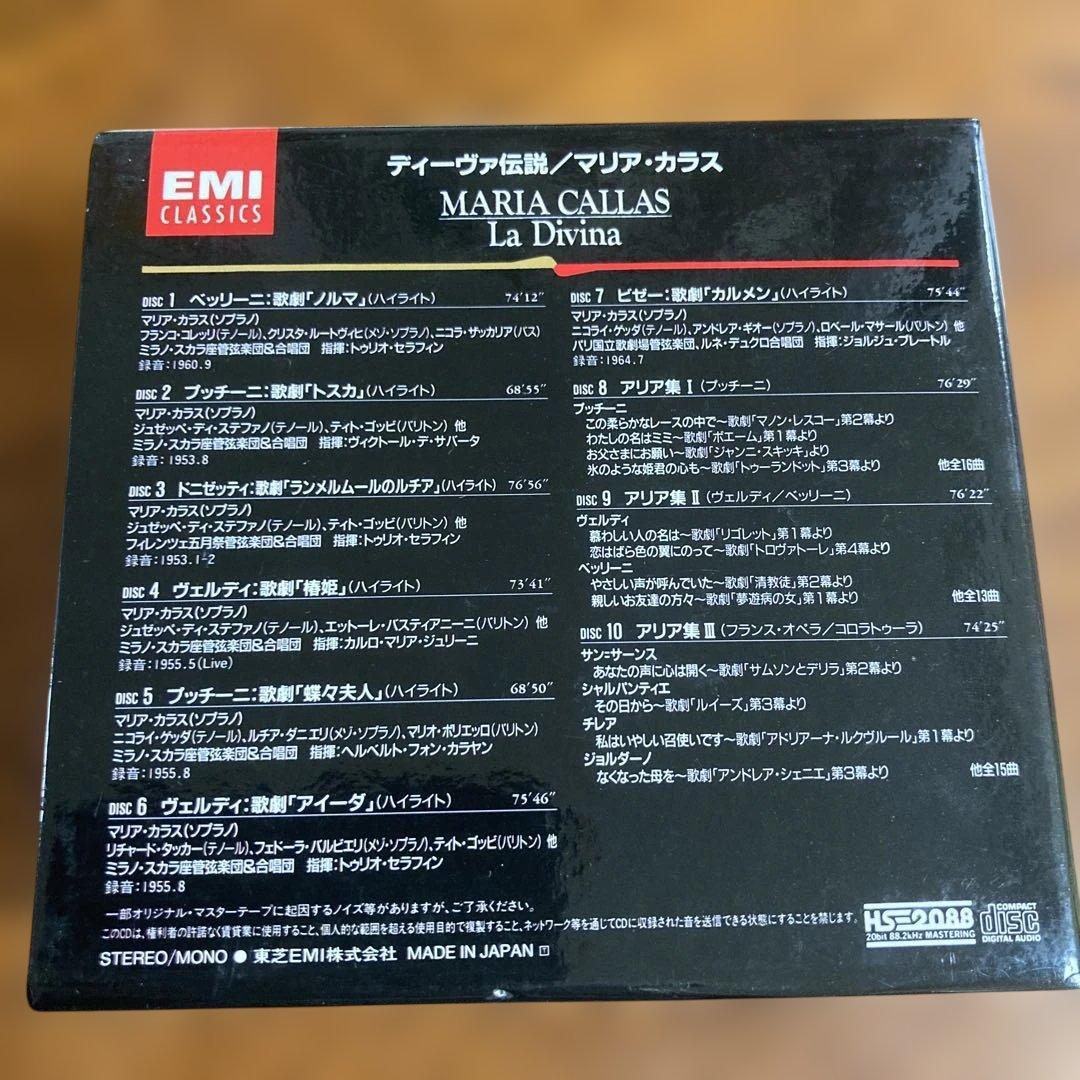 EMI
CLASSICS
ディーヴァ伝説/マリア・カラス
MARIA CALLAS
La Divina
DISC 1 ベッリーニ:歌劇「ノルマ」(ハイライト) 74'12"
マリア・カラス(ソプラノ)
フランコ・コレッリ(テノール)、クリスタ・ルートヴィヒ(メゾ・ソプラノ)、ニコラ・ザッカリア(バス)
ミラノ・スカラ座管弦楽団&合唱団 指揮:トゥリオ・セラフィン
録音:1960.9
DISC 2 プッチーニ:歌劇「トスカ」(ハイライト) 68'55"
マリア・カラス(ソプラノ)
ジュゼッペ・ディ・ステファノ(テノール)、ティト・ゴッビ(バリトン) 他
ミラノ・スカラ座管弦楽団&合唱団 指揮:ヴィクトール・デ・サバータ
録音:1953.8
DISC 3 ドニゼッティ:歌劇「ランメルムールのルチア」(ハイライト) 76'56"
マリア・カラス(ソプラノ)
ジュゼッペ・ディ・ステファノ(テノール)、ティト・ゴッビ(バリトン) 他
フィレンツェ五月祭管弦楽団&合唱団 指揮:トゥリオ・セラフィン
録音:1953.1-2
DISC 4 ヴェルディ:歌劇「椿姫」(ハイライト) 73'41"
マリア・カラス(ソプラノ)
ジュゼッペ・ディ・ステファノ(テノール)、エットーレ・バスティアニーニ(バリトン) 他
ミラノ・スカラ座管弦楽団&合唱団 指揮:カルロ・マリア・ジュリーニ
録音:1955.5(Live)
DISC 5 プッチーニ:歌劇「蝶々夫人」(ハイライト) 68'50"
マリア・カラス(ソプラノ)
ニコライ・ゲッダ(テノール)、ルチア・ダニエリ(メゾ・ソプラノ)、マリオ・ボリエッロ(バリトン)
ミラノ・スカラ座管弦楽団&合唱団 指揮:ヘルベルト・フォン・カラヤン
録音:1955.8
DISC 6 ヴェルディ:歌劇「アイーダ」(ハイライト) 75'46"
マリア・カラス(ソプラノ)
リチャード・タッカー(テノール)、フェドーラ・バルビエリ(メゾ・ソプラノ)、ティト・ゴッビ(バリトン) 他
ミラノ・スカラ座管弦楽団&合唱団 指揮:トゥリオ・セラフィン
録音:1955.8
DISC 7 ビゼー:歌劇「カルメン」(ハイライト) 75'44"
マリア・カラス(ソプラノ)
ニコライ・ゲッダ(テノール)、アンドレア・ギオー(ソプラノ)、ロベール・マサール(バリトン) 他
パリ国立歌劇場管弦楽団、ルネ・デュクロ合唱団 指揮:ジョルジュ・プレートル
録音:1964.7
DISC 8 アリア集 I (プッチーニ) 76'29"
プッチーニ
この柔らかなレースの中で~歌劇「マノン・レスコー」第2幕より
わたしの名はミミ~歌劇「ボエーム」第1幕より
お父さまにお願い~歌劇「ジャンニ・スキッキ」より
氷のような姫君の心も~歌劇「トゥーランドット」第3幕より 他全16曲
DISC 9 アリア集 II (ヴェルディ/ベッリーニ) 76'22"
ヴェルディ
慕わしい人の名は~歌劇「リゴレット」第1幕より
恋はばら色の翼にのって~歌劇「トロヴァトーレ」第4幕より
ベッリーニ
やさしい声が呼んでいた~歌劇「清教徒」第2幕より
親しいお友達の方々~歌劇「夢遊病の女」第1幕より 他全13曲
DISC 10 アリア集 III (フランス・オペラ/コロラトゥーラ) 74'25"
サン=サーンス
あなたの声に心は開く~歌劇「サムソンとデリラ」第2幕より
シャルパンティエ
その日から~歌劇「ルイーズ」第3幕より
チレア
私はいやしい召使いです~歌劇「アドリアーナ・ルクヴルール」第1幕より
ジョルダーノ
なくなった母を~歌劇「アンドレア・シェニエ」第3幕より 他全15曲
一部オリジナル・マスターテープに起因するノイズ等がありますが、ご了承ください。
このCDは、権利者の許諾なく賃貸業に使用すること、個人的な範囲を超える使用目的で複製すること、ネットワーク等を通じてCDに収録された音を送信できる状態にすることを禁じます。
STEREO/MONO ● 東芝EMI株式会社 MADE IN JAPAN T
HS2088
20bit 88.2kHz MASTERING
COMPACT
disc
DIGITAL AUDIO